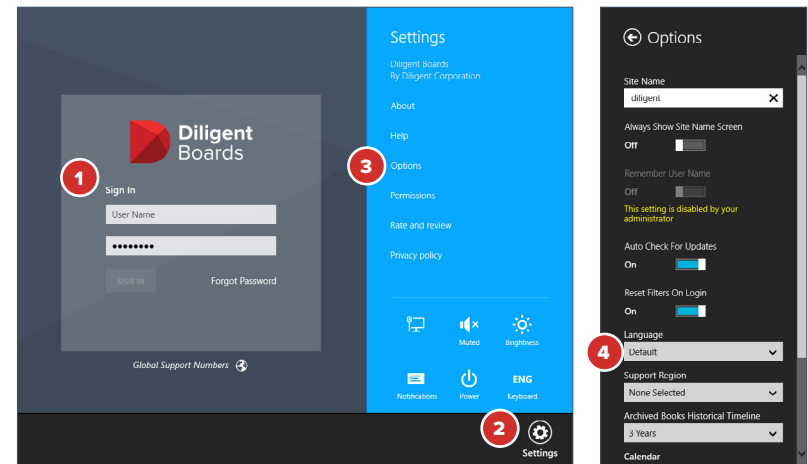 Diligent
Boards
1
Sign In
User Name
SIGN IN
Forgot Password
Global Support Numbers
Settings
Diligent Boards
By Diligent Corporation
About
Help
3
Options
Permissions
Rate and review
Privacy policy
Muted
Brightness
ENG
Notifications
Power
Keyboard
2
Settings
Options
Site Name
diligent
Always Show Site Name Screen
Off
Remember User Name
Off
This setting is disabled by your
administrator
Auto Check For Updates
On
Reset Filters On Login
On
Language
4
Default
Support Region
None Selected
Archived Books Historical Timeline
3 Years
Calendar